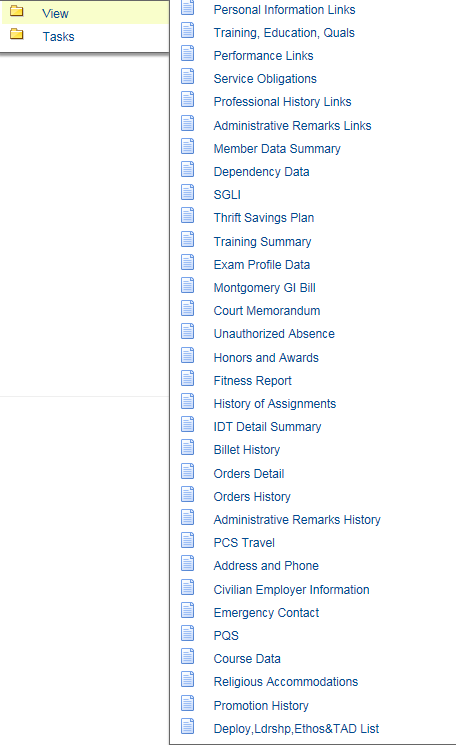 View
Tasks
Personal Information Links
Training, Education, Quals
Performance Links
Service Obligations
Professional History Links
Administrative Remarks Links
Member Data Summary
Dependency Data
SGLI
Thrift Savings Plan
Training Summary
Exam Profile Data
Montgomery GI Bill
Court Memorandum
Unauthorized Absence
Honors and Awards
Fitness Report
History of Assignments
IDT Detail Summary
Billet History
Orders Detail
Orders History
Administrative Remarks History
PCS Travel
Address and Phone
Civilian Employer Information
Emergency Contact
PQS
Course Data
Religious Accommodations
Promotion History
Deploy,Ldrshp,Ethos&TAD List